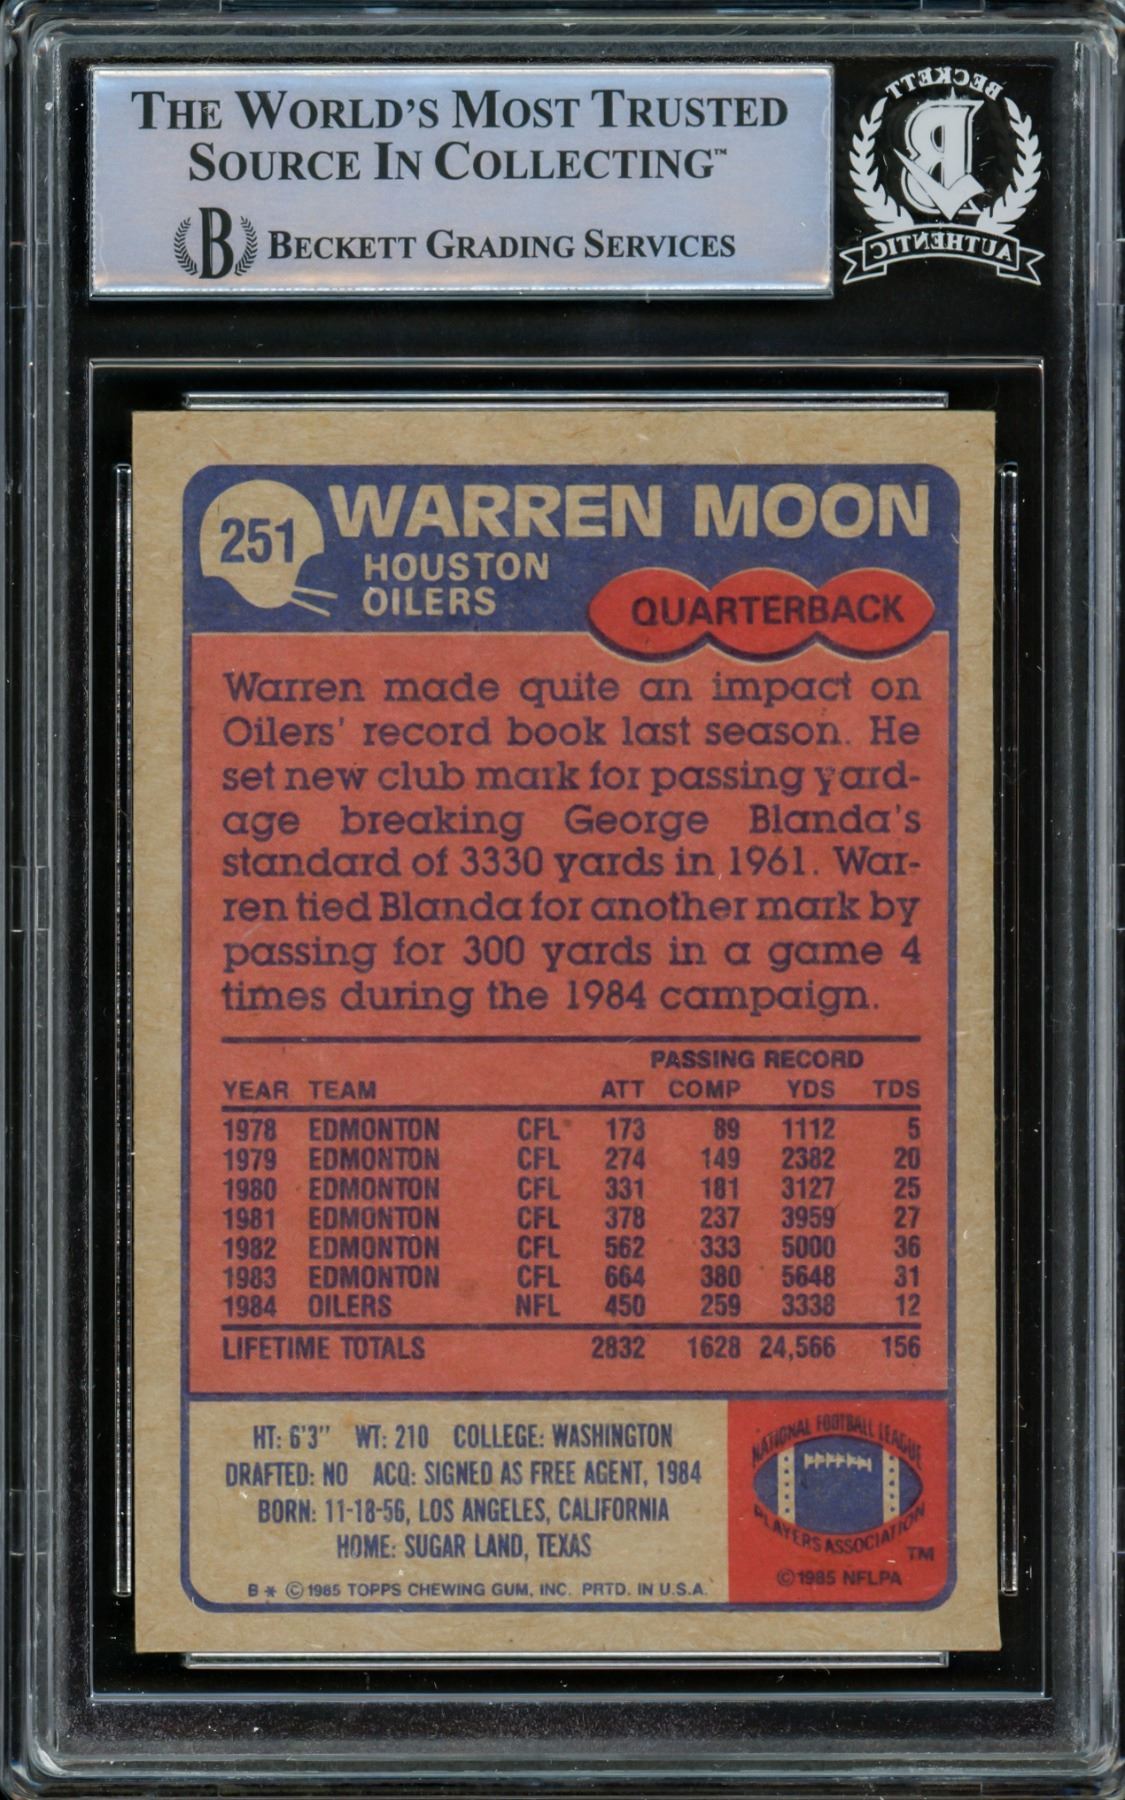 THE WORLD'S MOST TRUSTED
SOURCE IN COLLECTING™
B BECKETT GRADING SERVICES
BECKETT
B
AUTHENTIC
251
WARREN MOON
HOUSTON
OILERS
QUARTERBACK
Warren made quite an impact on
Oilers' record book last season. He
set new club mark for passing yard-
age breaking George Blanda's
standard of 3330 yards in 1961. War-
ren tied Blanda for another mark by
passing for 300 yards in a game 4
times during the 1984 campaign.
PASSING RECORD
YEAR TEAM ATT COMP YDS TDS
1978 EDMONTON CFL 173 89 1112 5
1979 EDMONTON CFL 274 149 2382 20
1980 EDMONTON CFL 331 181 3127 25
1981 EDMONTON CFL 378 237 3959 27
1982 EDMONTON CFL 562 333 5000 36
1983 EDMONTON CFL 664 380 5648 31
1984 OILERS NFL 450 259 3338 12
LIFETIME TOTALS 2832 1628 24,566 156
HT: 6'3" WT: 210 COLLEGE: WASHINGTON
DRAFTED: NO ACQ: SIGNED AS FREE AGENT, 1984
BORN: 11-18-56, LOS ANGELES, CALIFORNIA
HOME: SUGAR LAND, TEXAS
B * © 1985 TOPPS CHEWING GUM, INC. PRTD. IN U.S.A.
NATIONAL FOOTBALL LEAGUE
PLAYERS ASSOCIATION
TM
© 1985 NFLPA